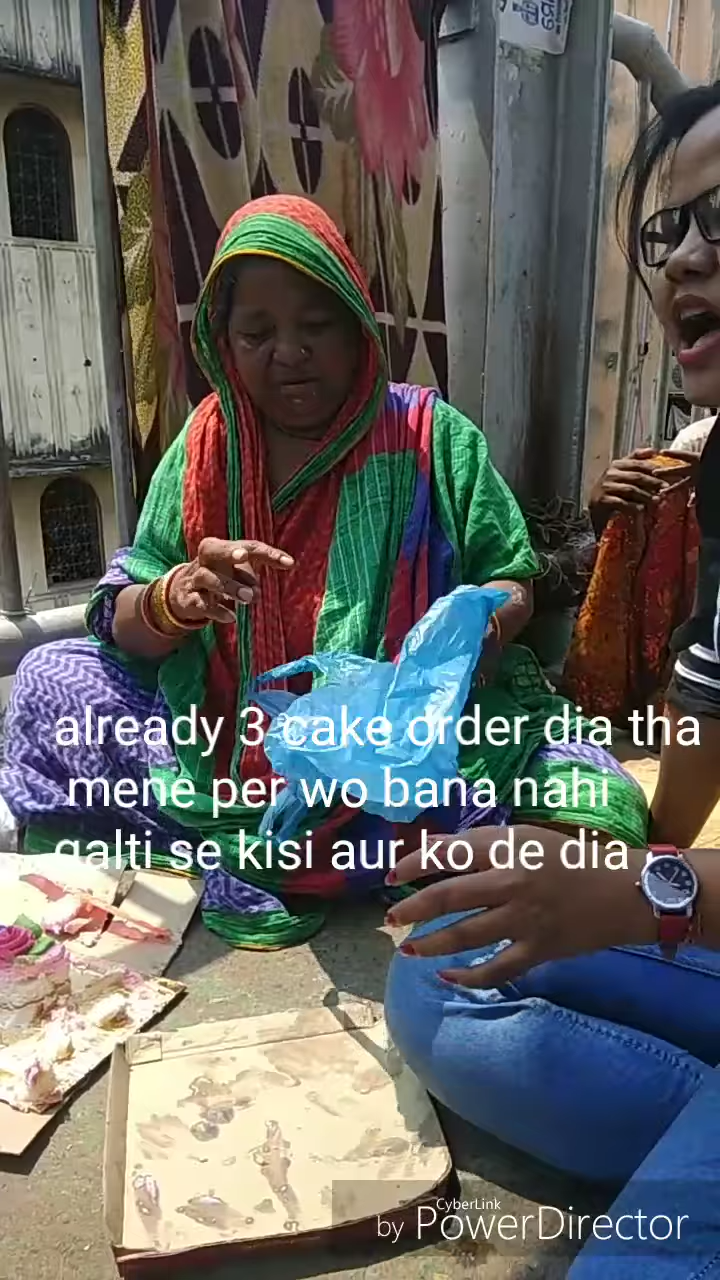 already 3 cake order dia tha
mene per wo bana nahi
galti se kisi aur ko de dia
CyberLink
by PowerDirector